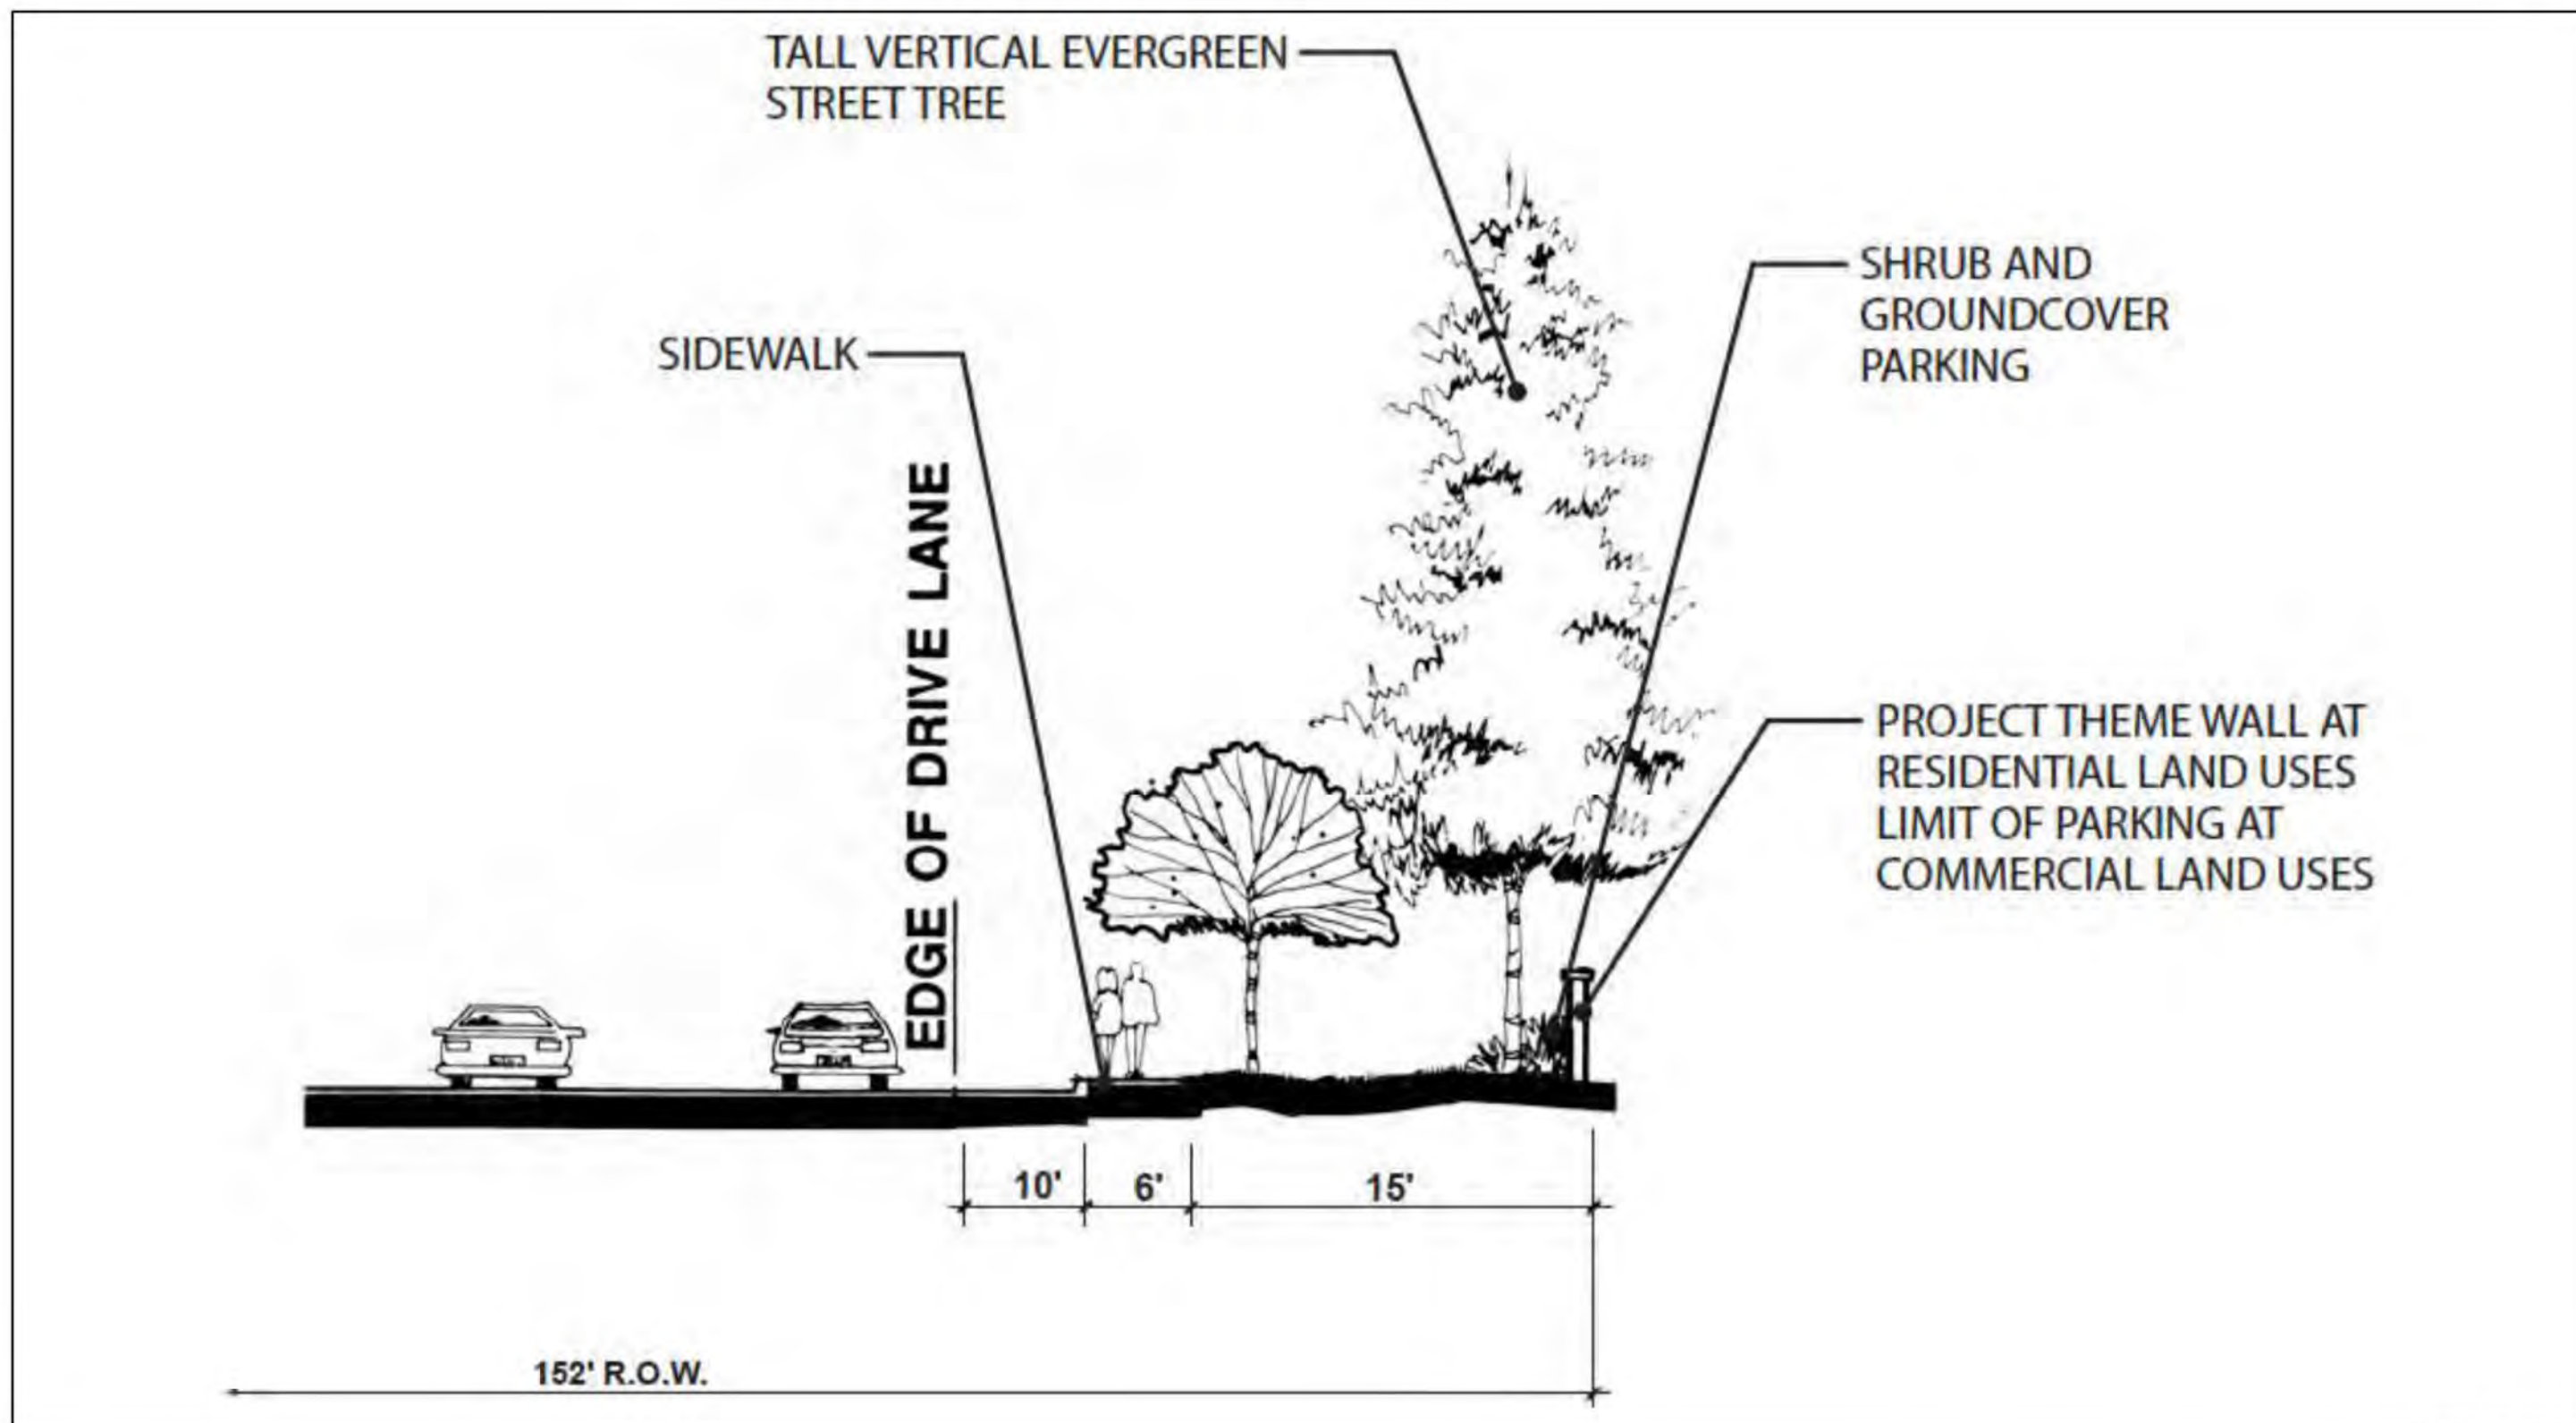 TALL VERTICAL EVERGREEN
STREET TREE
SHRUB AND
GROUNDCOVER
PARKING
SIDEWALK
EDGE OF DRIVE LANE
PROJECT THEME WALL AT
RESIDENTIAL LAND USES
LIMIT OF PARKING AT
COMMERCIAL LAND USES
10'
6'
15'
152' R.O.W.